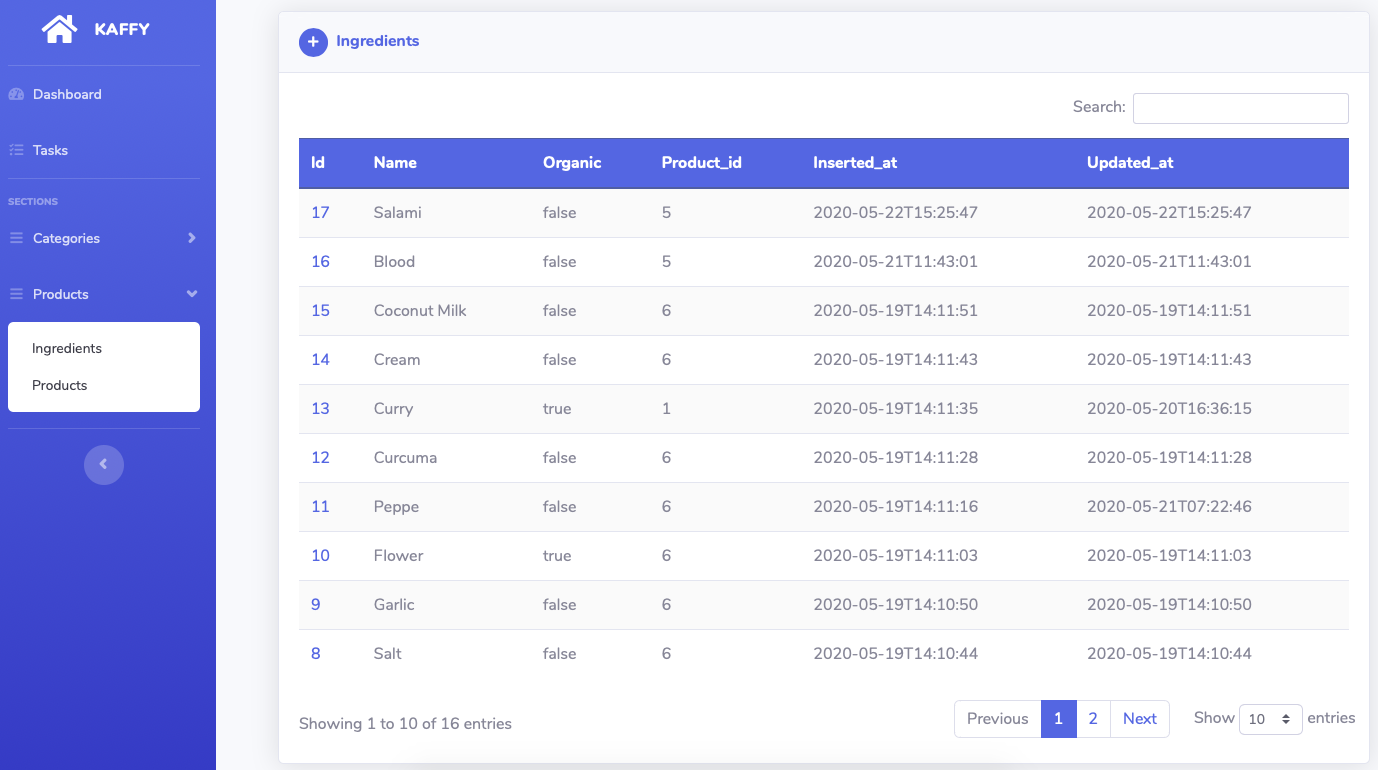 KAFFY
Dashboard
Tasks
SECTIONS
Categories
Products
Ingredients
Products
+ Ingredients
Search:
Id Name Organic Product_id Inserted_at Updated_at
17 Salami false 5 2020-05-22T15:25:47 2020-05-22T15:25:47
16 Blood false 5 2020-05-21T11:43:01 2020-05-21T11:43:01
15 Coconut Milk false 6 2020-05-19T14:11:51 2020-05-19T14:11:51
14 Cream false 6 2020-05-19T14:11:43 2020-05-19T14:11:43
13 Curry true 1 2020-05-19T14:11:35 2020-05-20T16:36:15
12 Curcuma false 6 2020-05-19T14:11:28 2020-05-19T14:11:28
11 Peppe false 6 2020-05-19T14:11:16 2020-05-21T07:22:46
10 Flower true 6 2020-05-19T14:11:03 2020-05-19T14:11:03
9 Garlic false 6 2020-05-19T14:10:50 2020-05-19T14:10:50
8 Salt false 6 2020-05-19T14:10:44 2020-05-19T14:10:44
Showing 1 to 10 of 16 entries
Previous 1 2 Next
Show 10 entries